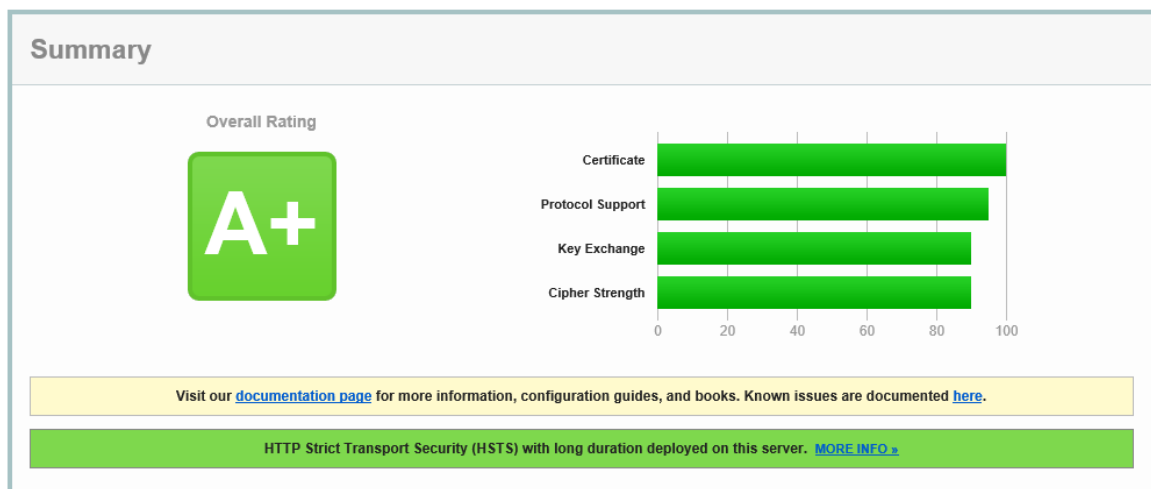 Summary
Overall Rating
A+
Certificate
Protocol Support
Key Exchange
Cipher Strength
0 20 40 60 80 100
Visit our documentation page for more information, configuration guides, and books. Known issues are documented here.
HTTP Strict Transport Security (HSTS) with long duration deployed on this server. MORE INFO »